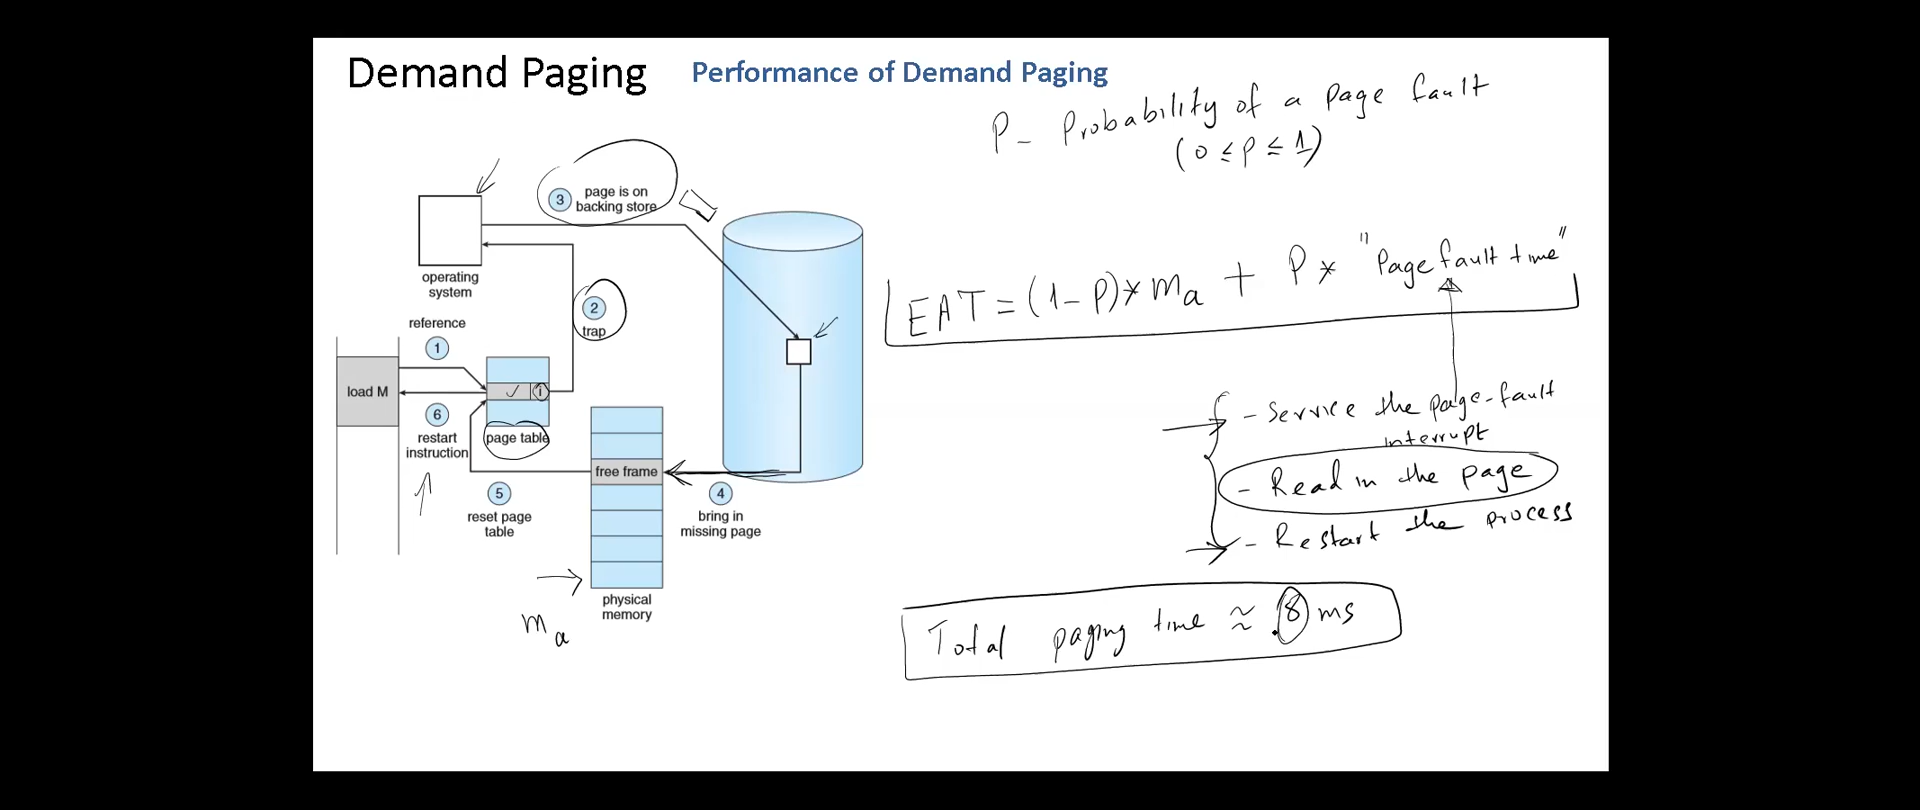 Demand Paging
Performance of Demand Paging
P - Probability of a page fault
(0 ≤ p ≤ 1)
3
page is on
backing store
operating
system
2
trap
reference
1
load M
i
6
restart
instruction
page table
free frame
5
reset page
table
4
bring in
missing page
physical
memory
ma
EAT = (1-P)* ma + P * "Page fault time"
- Service the page-fault
interrupt
- Read in the page
- Restart the process
Total paging time ≈ 8 ms